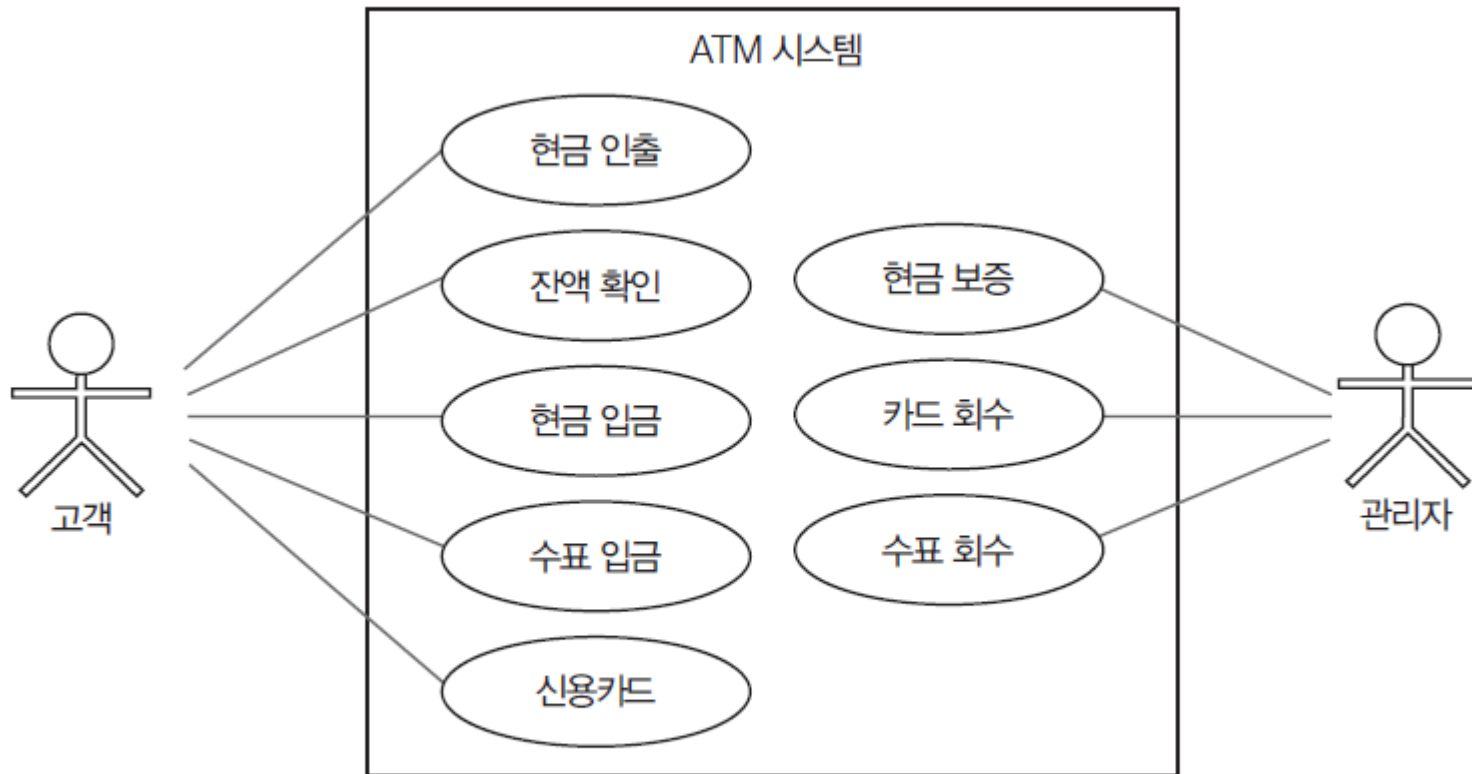 ATM 시스템
현금 인출
잔액 확인
현금 보증
현금 입금
카드 회수
수표 입금
수표 회수
신용카드
고객
관리자